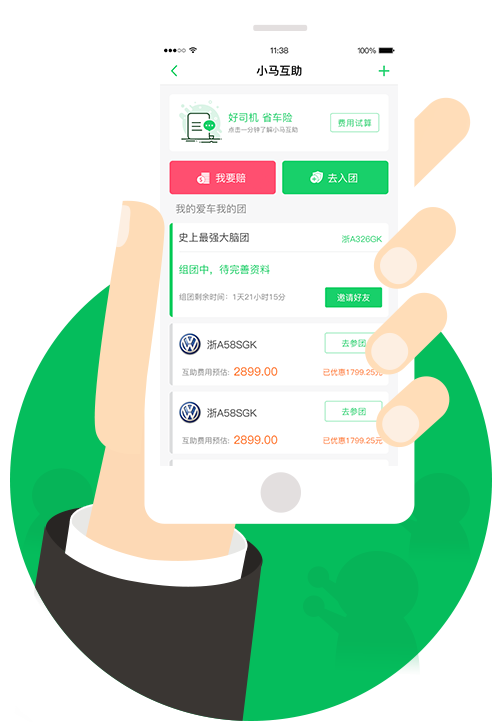 11:38
100%
小马互助
好司机 省车险
点击一分钟了解小马互助
费用试算
我要赔
去入团
我的爱车我的团
史上最强大脑团
浙A326GK
组团中，待完善资料
组团剩余时间：1天21小时15分
邀请好友
浙A58SGK
去参团
互助费用预估: 2899.00
已优惠1799.25元
浙A58SGK
去参团
互助费用预估: 2899.00
已优惠1799.25元